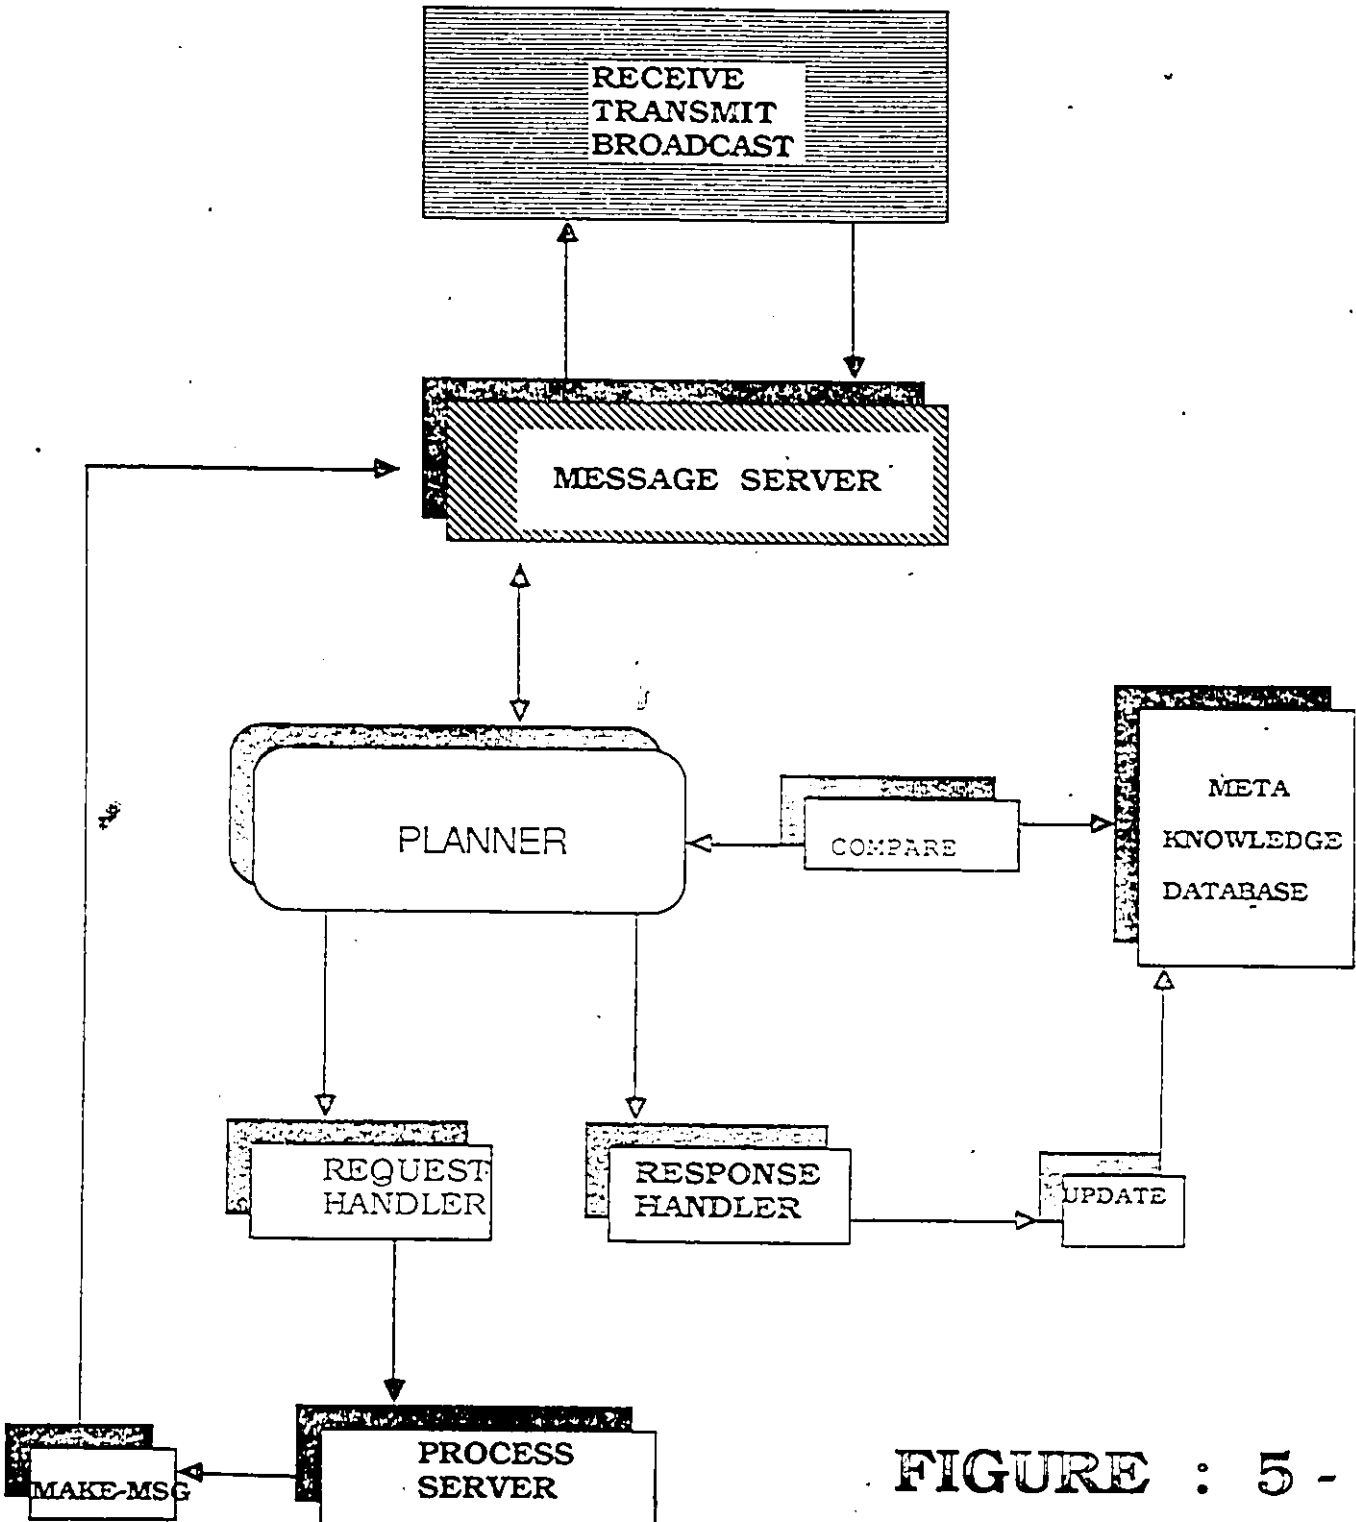 RECEIVE
TRANSMIT
BROADCAST
MESSAGE SERVER
PLANNER
COMPARE
META
KNOWLEDGE
DATABASE
REQUEST
HANDLER
RESPONSE
HANDLER
UPDATE
PROCESS
SERVER
MAKE-MSG
FIGURE : 5 -